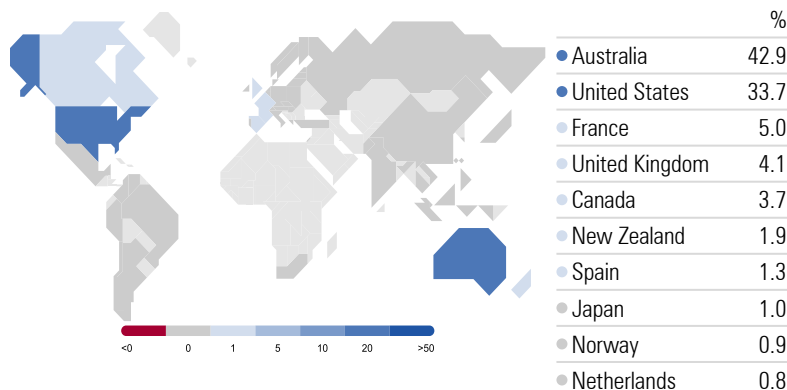 %
Australia 42.9
United States 33.7
France 5.0
United Kingdom 4.1
Canada 3.7
New Zealand 1.9
Spain 1.3
Japan 1.0
Norway 0.9
Netherlands 0.8
<0 0 1 5 10 20 >50